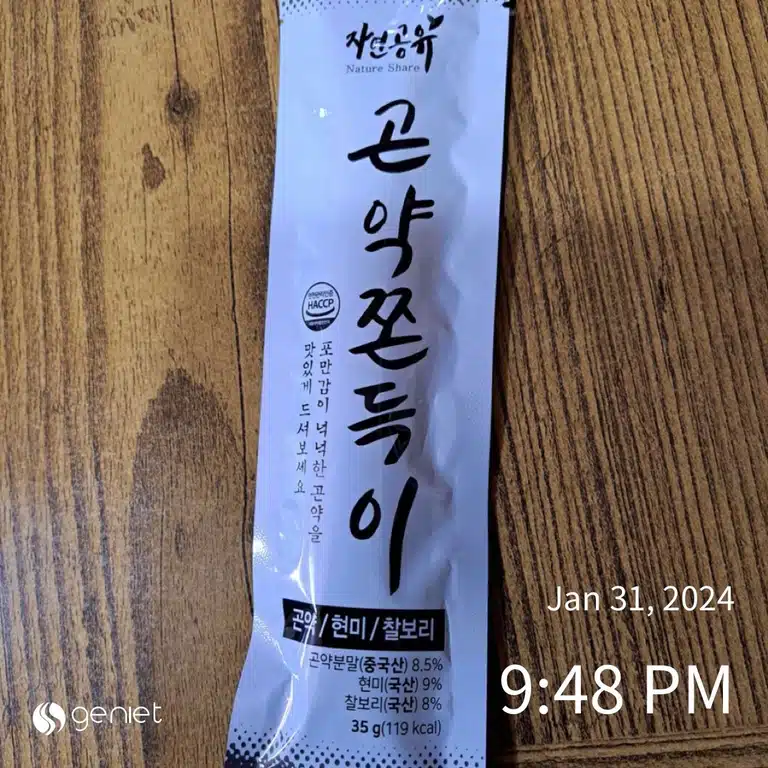 자연공유
Nature Share
곤약쫀득이
HACCP
포만감이 넉넉한 곤약을
맛있게 드셔보세요
곤약/현미/찰보리
곤약분말(중국산) 8.5%
현미(국산) 9%
찰보리(국산) 8%
35 g(119 kcal)
Jan 31, 2024
9:48 PM
geniet